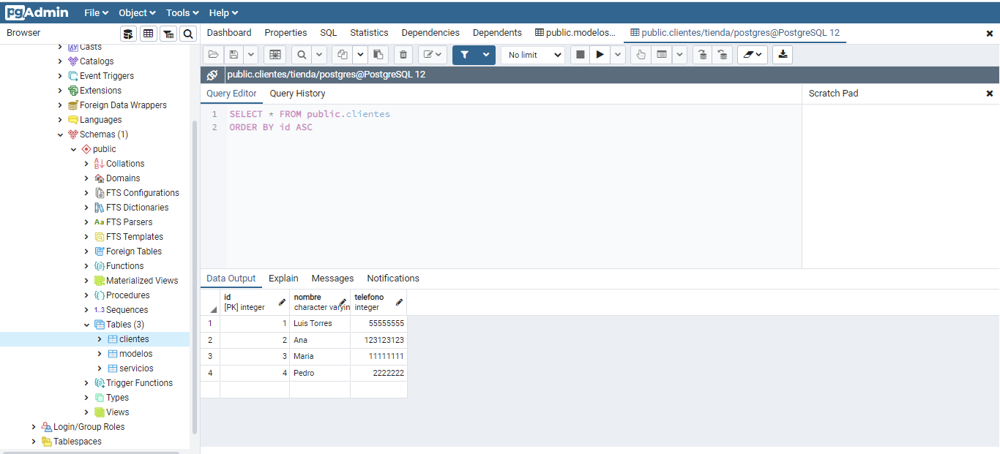 pgAdmin File Object Tools Help
Browser
Dashboard Properties SQL Statistics Dependencies Dependents public.modelos... public.clientes/tienda/postgres@PostgreSQL 12
No limit
public.clientes/tienda/postgres@PostgreSQL 12
Query Editor Query History
Scratch Pad
1 SELECT * FROM public.clientes
2 ORDER BY id ASC
Casts
Catalogs
Event Triggers
Extensions
Foreign Data Wrappers
Languages
Schemas (1)
public
Collations
Domains
FTS Configurations
FTS Dictionaries
Aa FTS Parsers
FTS Templates
Foreign Tables
Functions
Materialized Views
Procedures
1..3 Sequences
Tables (3)
clientes
modelos
servicios
Trigger Functions
Types
Views
Login/Group Roles
Tablespaces
Data Output Explain Messages Notifications
id nombre telefono
[PK] integer character varyin integer
1 1 Luis Torres 55555555
2 2 Ana 123123123
3 3 Maria 11111111
4 4 Pedro 2222222